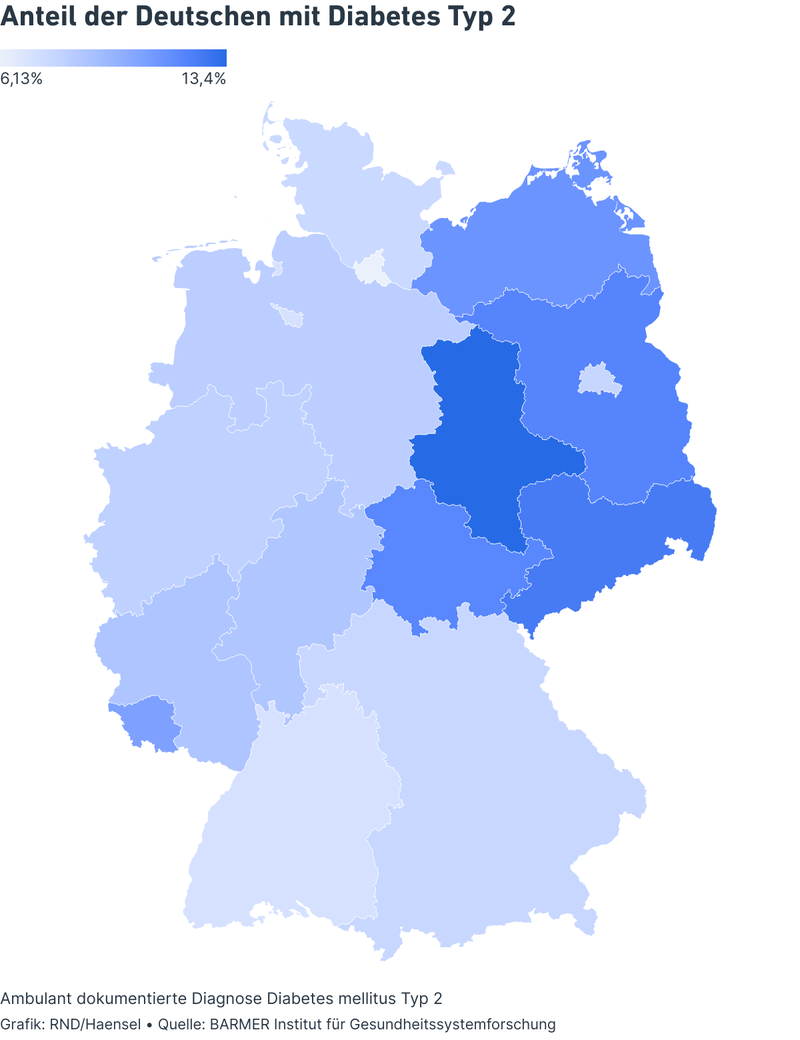 Anteil der Deutschen mit Diabetes Typ 2
6,13% 13,4%
Ambulant dokumentierte Diagnose Diabetes mellitus Typ 2
Grafik: RND/Haensel • Quelle: BARMER Institut für Gesundheitssystemforschung